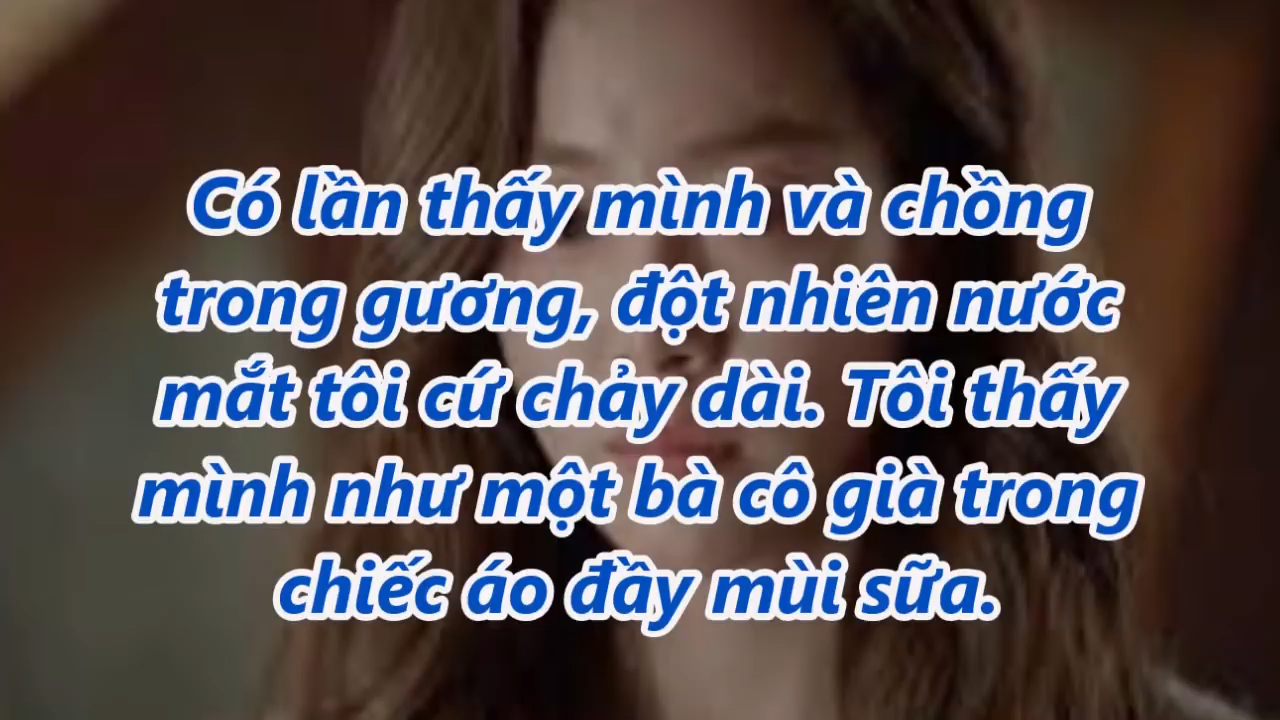 Có lần thấy mình và chồng
trong gương, đột nhiên nước
mắt tôi cứ chảy dài. Tôi thấy
mình như một bà cô già trong
chiếc áo đầy mùi sữa.